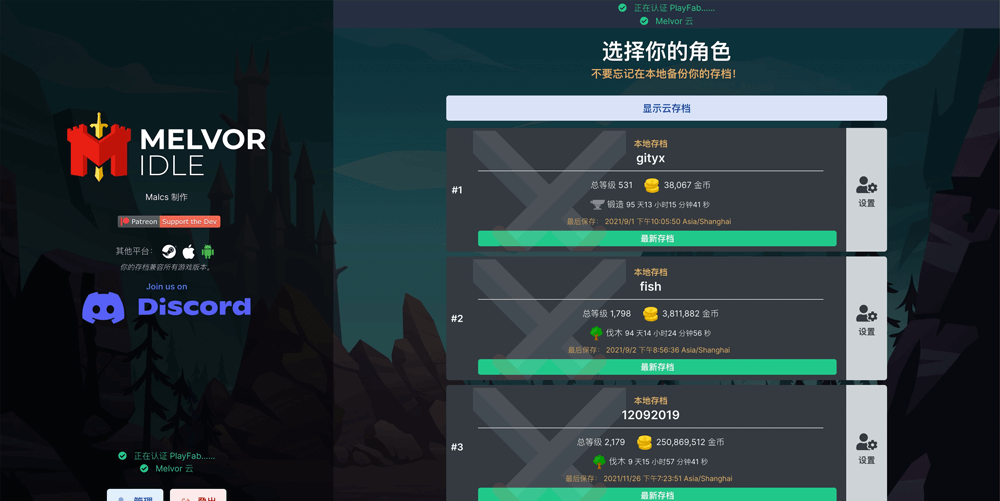 MELVOR
IDLE
Malcs 制作
Patreon Support the Dev
其他平台：
你的存档兼容所有游戏版本。
Join us on
Discord
正在认证 PlayFab......
Melvor 云
管理
登出
正在认证 PlayFab......
Melvor 云
选择你的角色
不要忘记在本地备份你的存档！
显示云存档
#1
本地存档
gityx
总等级 531 38,067 金币
锻造 95 天13 小时15 分钟41 秒
最后保存： 2021/9/1 下午10:05:50 Asia/Shanghai
最新存档
设置
#2
本地存档
fish
总等级 1,798 3,811,882 金币
伐木 94 天14 小时24 分钟56 秒
最后保存： 2021/9/2 下午8:56:36 Asia/Shanghai
最新存档
设置
#3
本地存档
12092019
总等级 2,179 250,869,512 金币
伐木 9 天15 小时57 分钟41 秒
最后保存： 2021/11/26 下午7:23:51 Asia/Shanghai
最新存档
设置